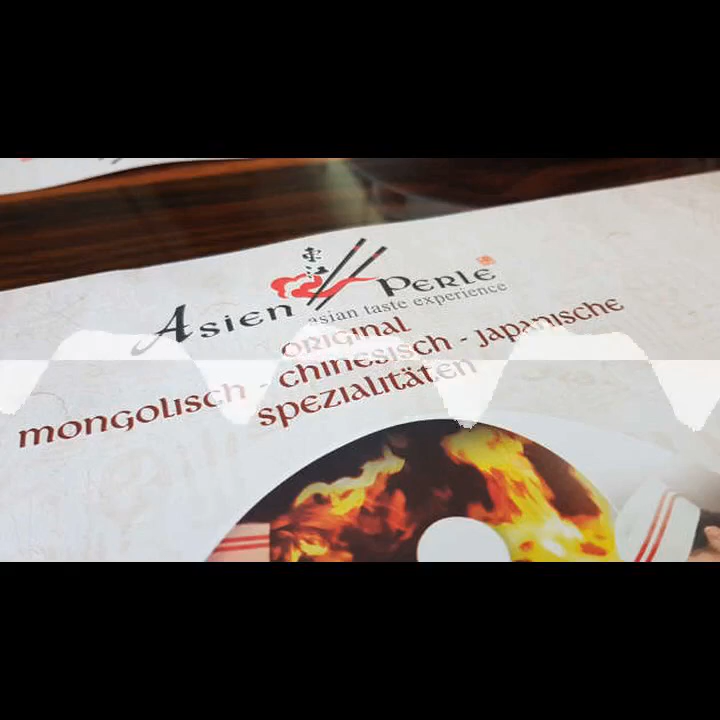 Asien Perle
asian taste experience
original
mongolisch - chinesisch - japanische
spezialitäten